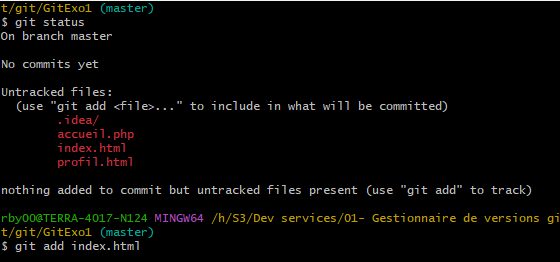 t/git/GitExo1 (master)
$ git status
On branch master
No commits yet
Untracked files:
(use "git add <file>..." to include in what will be committed)
.idea/
accueil.php
index.html
profil.html
nothing added to commit but untracked files present (use "git add" to track)
rby00@TERRA-4017-N124 MINGW64 /h/S3/Dev services/01- Gestionnaire de versions gi
t/git/GitExo1 (master)
$ git add index.html